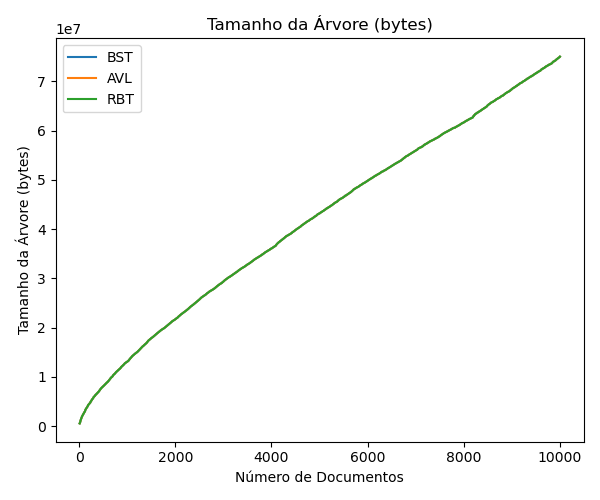 Tamanho da Árvore (bytes)
1e7
BST
AVL
RBT
7
6
5
4
3
2
1
0
Tamanho da Árvore (bytes)
0 2000 4000 6000 8000 10000
Número de Documentos